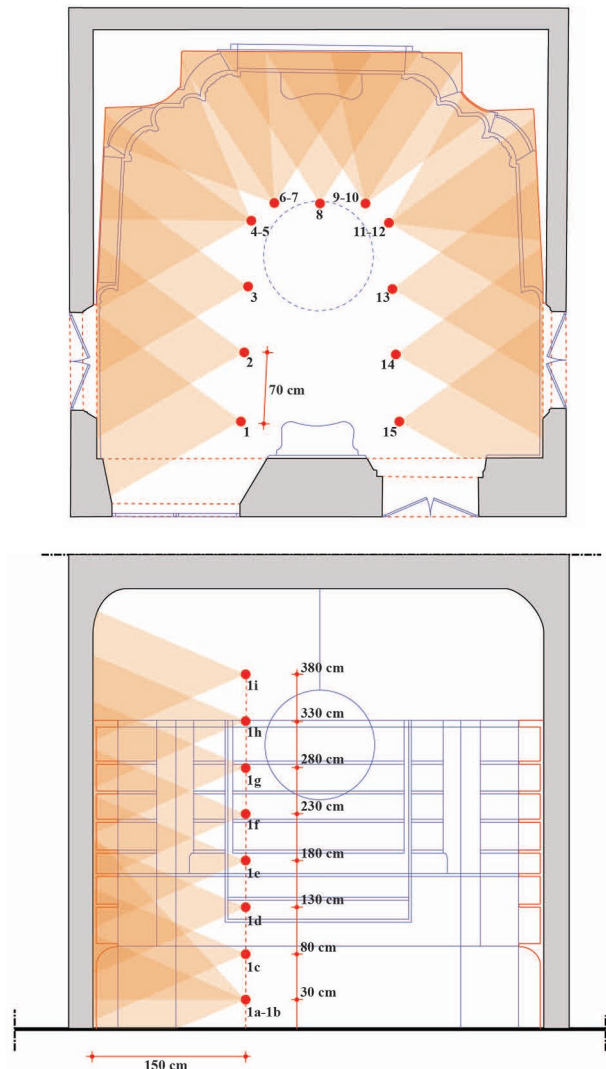 6-7
9-10
8
4-5
11-12
3
13
2
14
70 cm
1
15
380 cm
1i
330 cm
1h
280 cm
1g
230 cm
1f
180 cm
1e
130 cm
1d
80 cm
1c
30 cm
1a-1b
150 cm